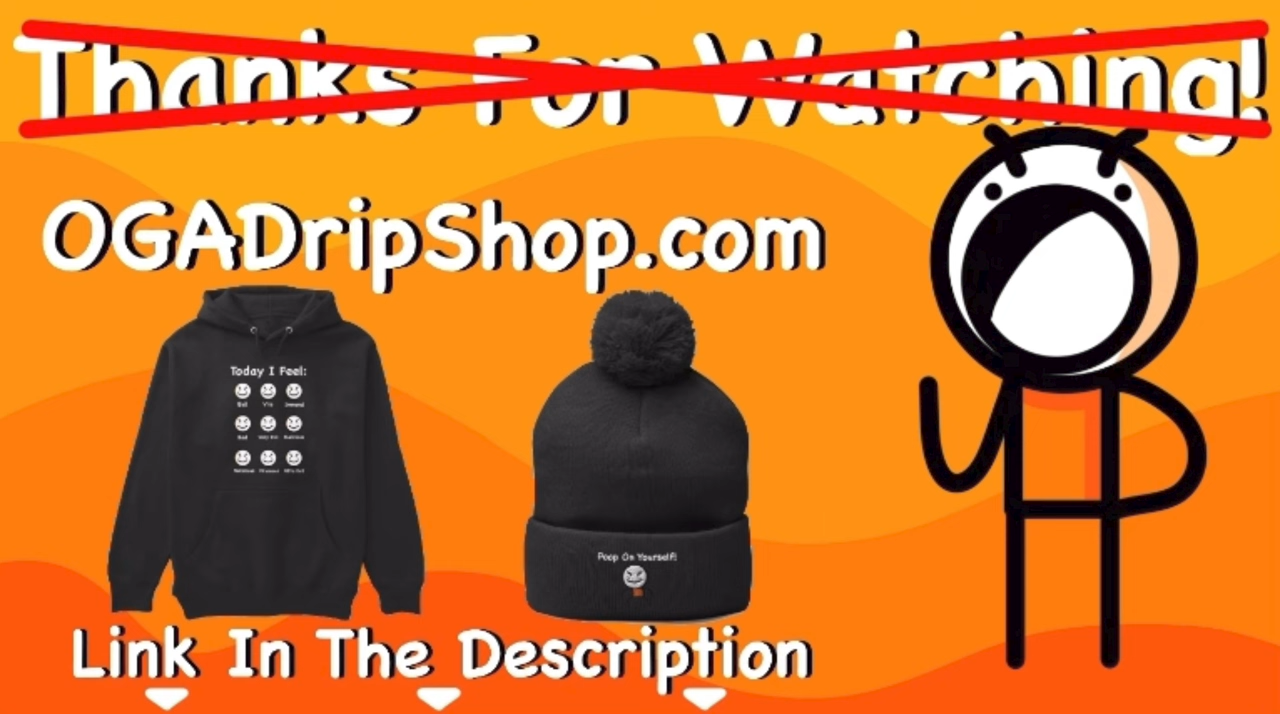 Thanks For Watching!
OGADripShop.com
Today I Feel:
Poop On Yourself!
Link In The Description